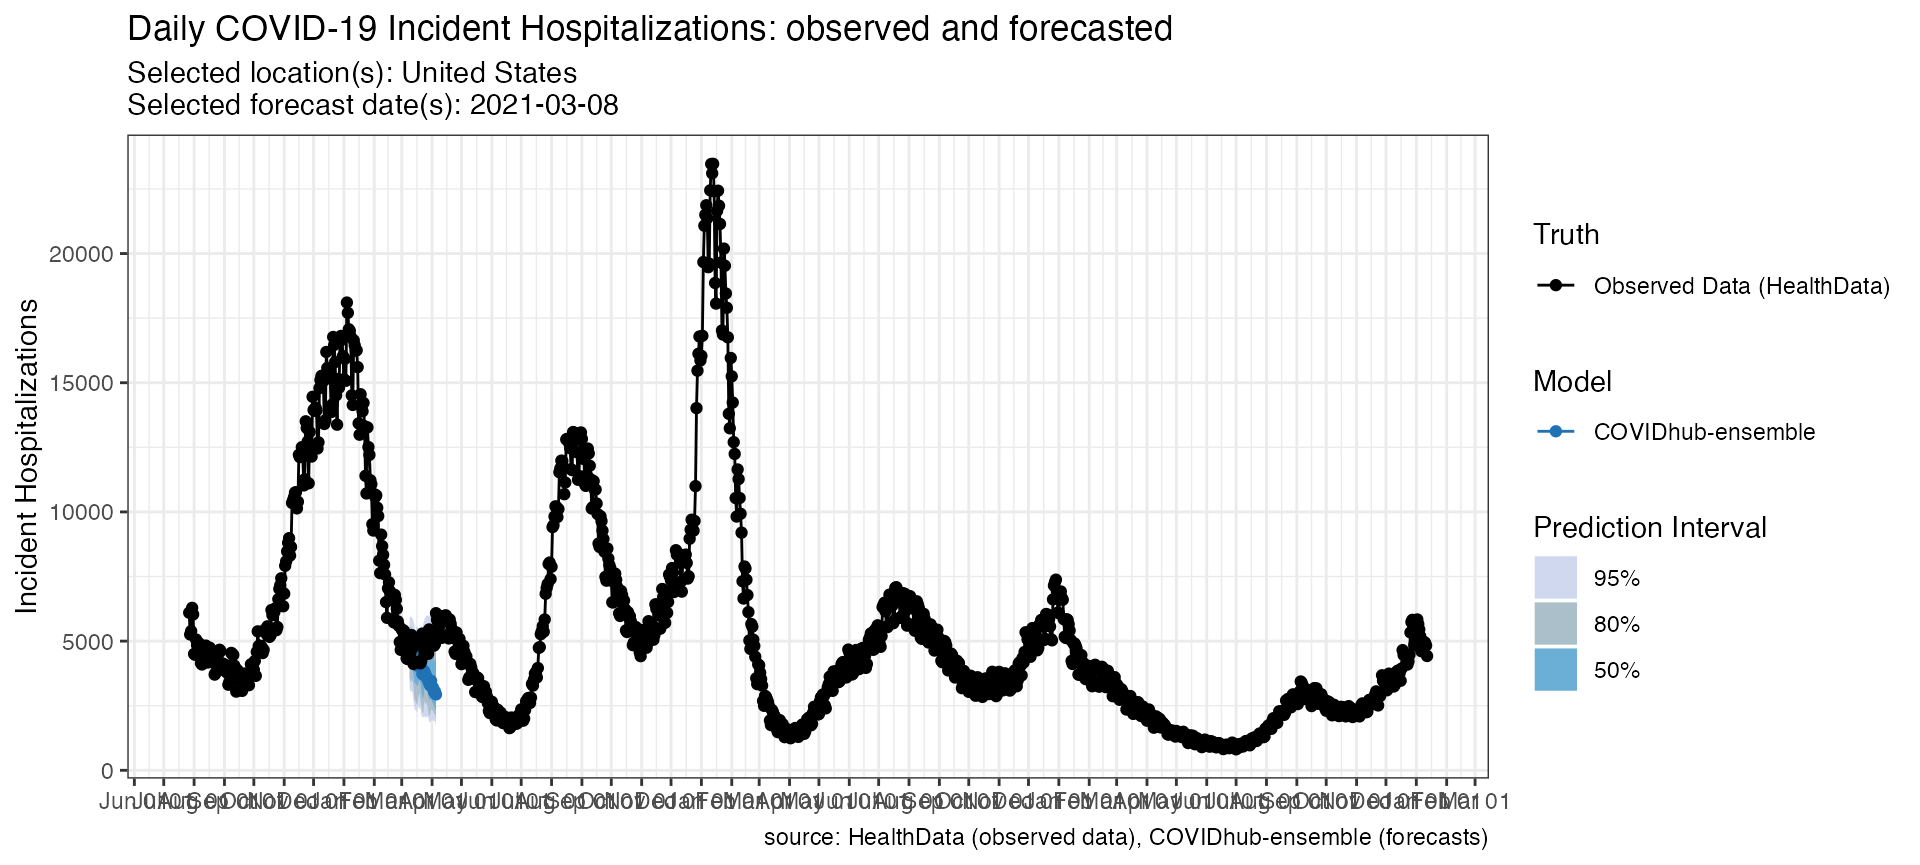 Daily COVID-19 Incident Hospitalizations: observed and forecasted
Selected location(s): United States
Selected forecast date(s): 2021-03-08
Incident Hospitalizations
20000
15000
10000
5000
0
Truth
Observed Data (HealthData)
Model
COVIDhub-ensemble
Prediction Interval
95%
80%
50%
source: HealthData (observed data), COVIDhub-ensemble (forecasts)